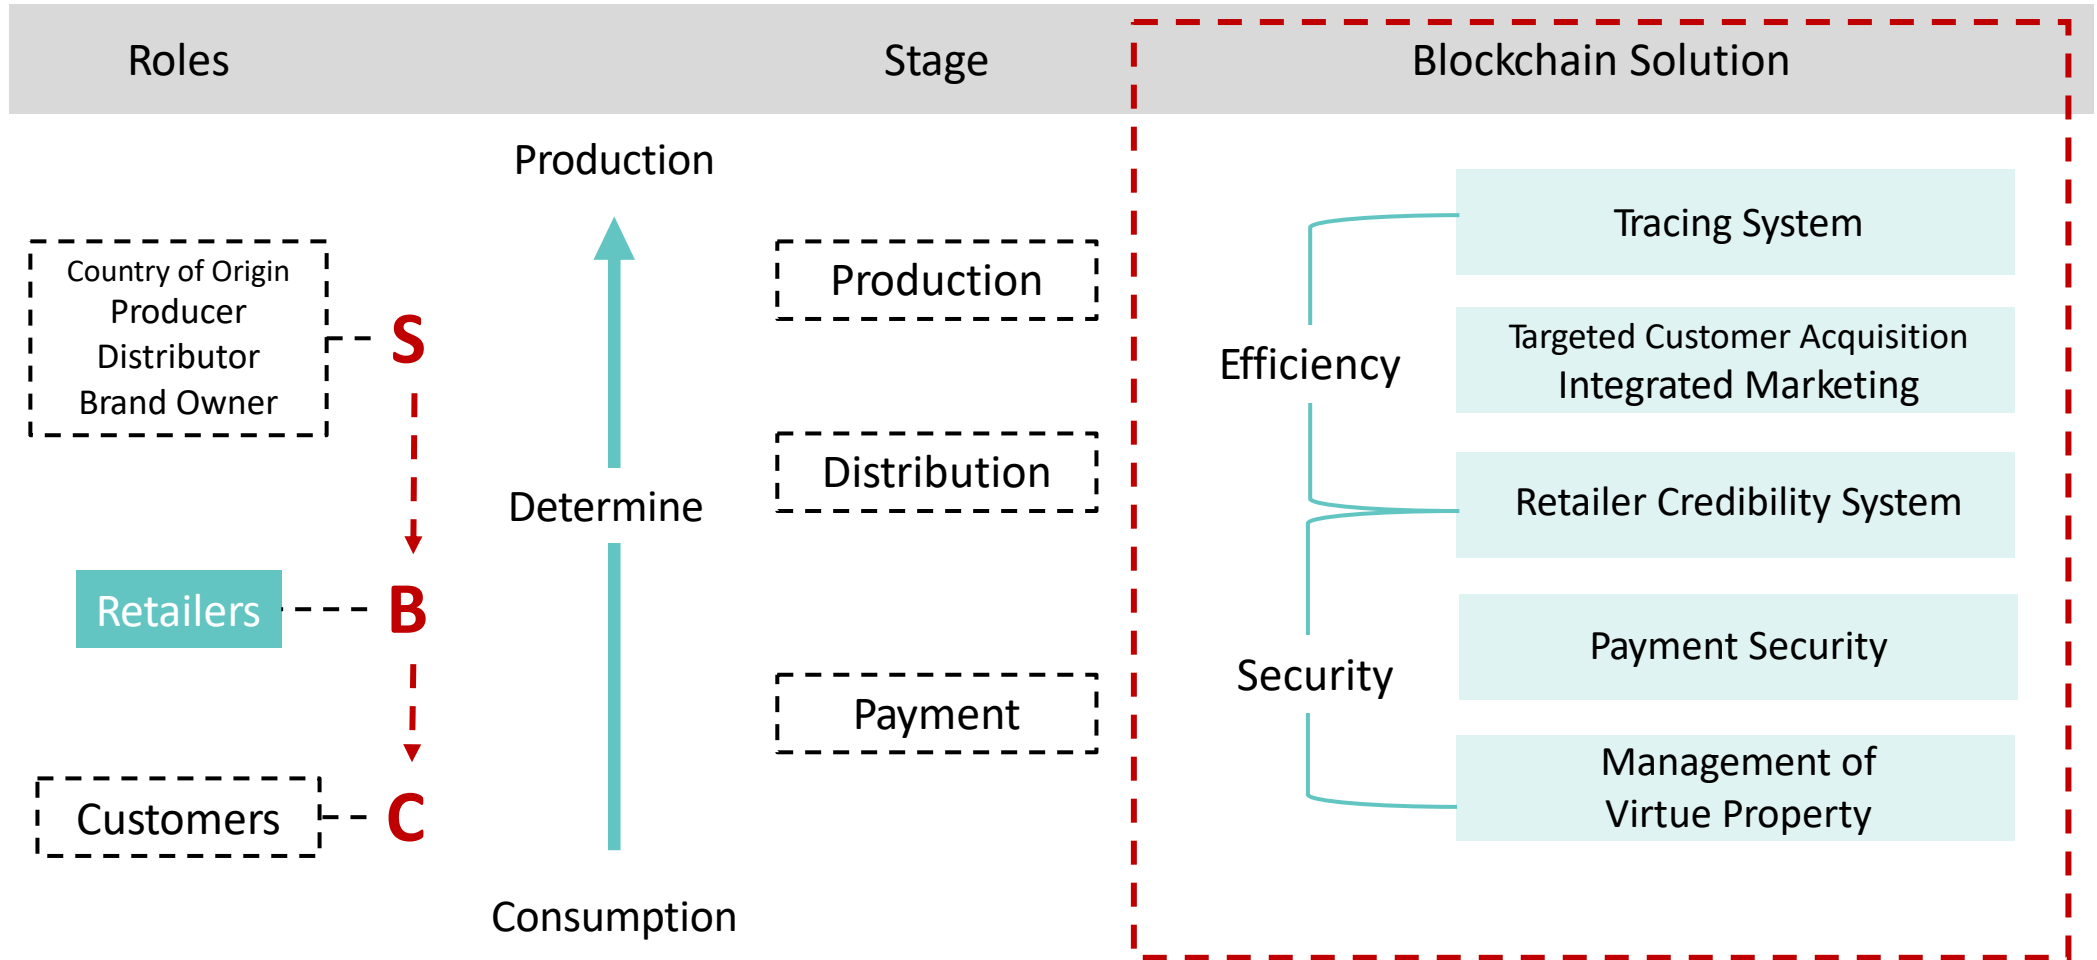 Roles
Stage
Blockchain Solution
Country of Origin
Producer
Distributor
Brand Owner
S
Retailers
B
Customers
C
Production
Determine
Consumption
Production
Distribution
Payment
Efficiency
Security
Tracing System
Targeted Customer Acquisition
Integrated Marketing
Retailer Credibility System
Payment Security
Management of
Virtue Property